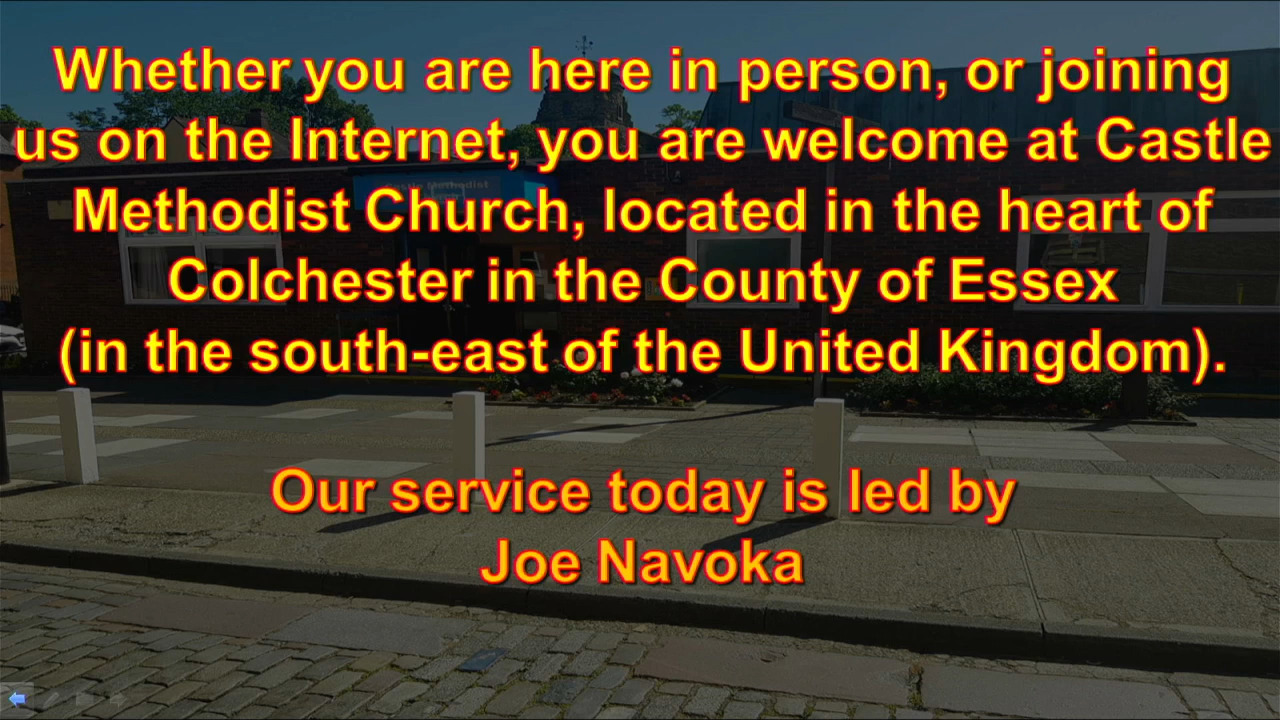 Whether you are here in person, or joining
us on the Internet, you are welcome at Castle
Methodist Church, located in the heart of
Colchester in the County of Essex
(in the south-east of the United Kingdom).
Castle Methodist
Our service today is led by
Joe Navoka